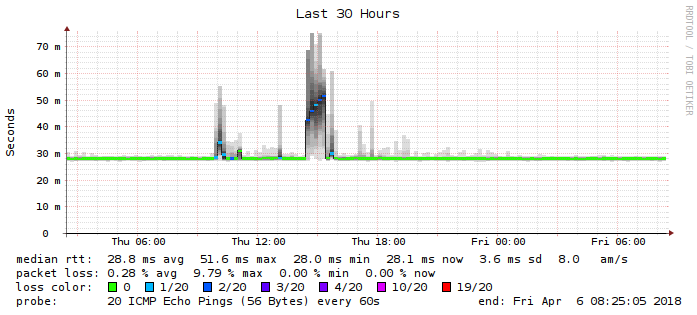 Last 30 Hours
RRDTOOL / TOBI OETIKER
Seconds
70 m
60 m
50 m
40 m
30 m
20 m
10 m
0
Thu 06:00 Thu 12:00 Thu 18:00 Fri 00:00 Fri 06:00
median rtt: 28.8 ms avg 51.6 ms max 28.0 ms min 28.1 ms now 3.6 ms sd 8.0 am/s
packet loss: 0.28 % avg 9.79 % max 0.00 % min 0.00 % now
loss color: 0 1/20 2/20 3/20 4/20 10/20 19/20
probe: 20 ICMP Echo Pings (56 Bytes) every 60s end: Fri Apr 6 08:25:05 2018